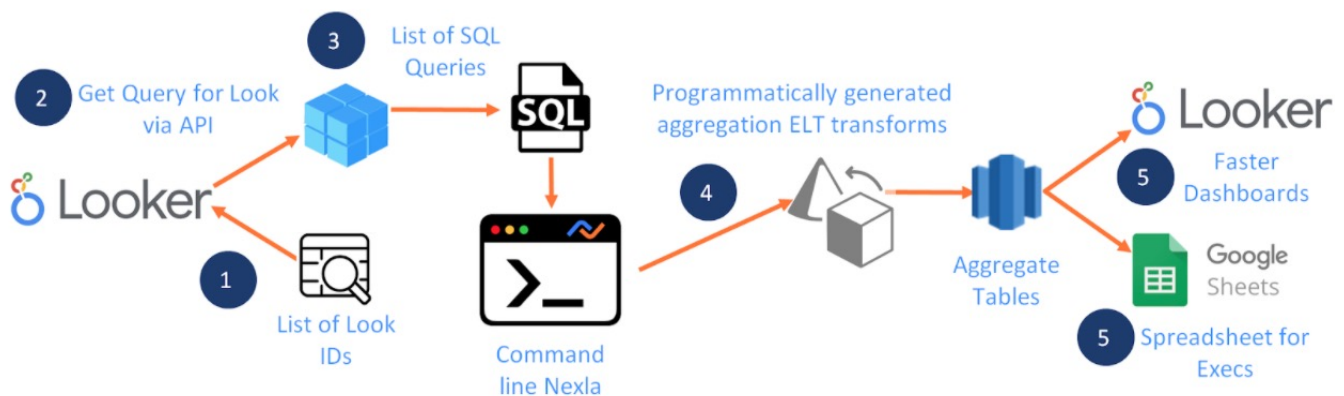 3
List of SQL
Queries
2
Get Query for Look
via API
SQL
Looker
1
List of Look
IDs
Command
line Nexla
Programmatically generated
aggregation ELT transforms
4
Aggregate
Tables
Looker
5
Faster
Dashboards
Google
Sheets
5
Spreadsheet for
Execs